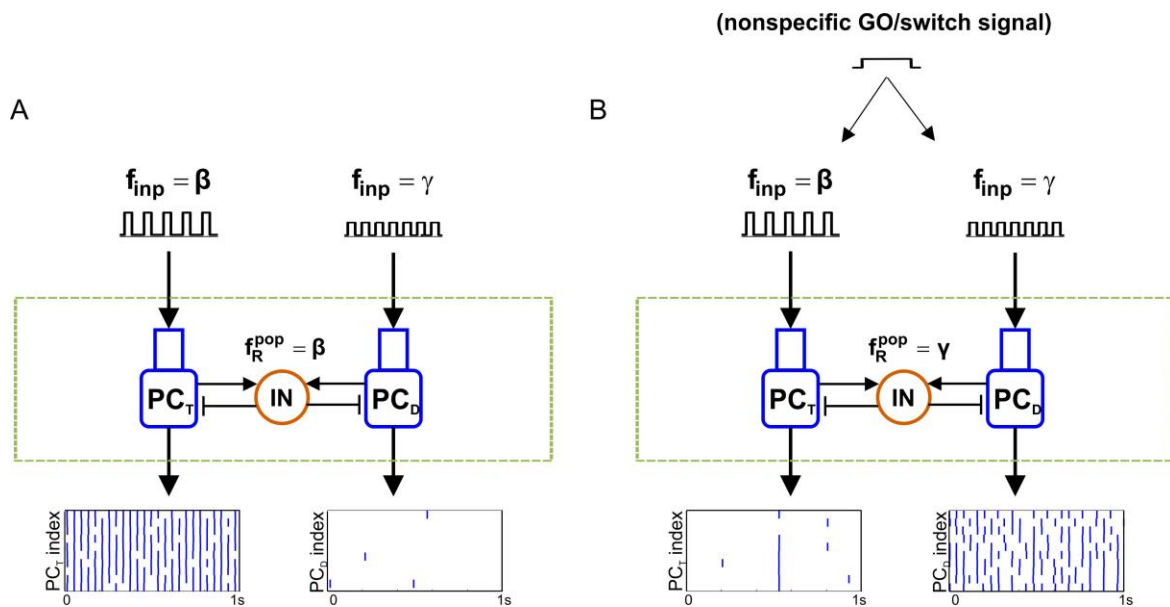 (nonspecific GO/switch signal)
A
B
f_inp = β
f_inp = γ
f_inp = β
f_inp = γ
f_R^pop = β
PC_T
IN
PC_D
f_R^pop = γ
PC_T
IN
PC_D
PC_T index
0 1s
PC_D index
0 1s
PC_T index
0 1s
PC_D index
0 1s